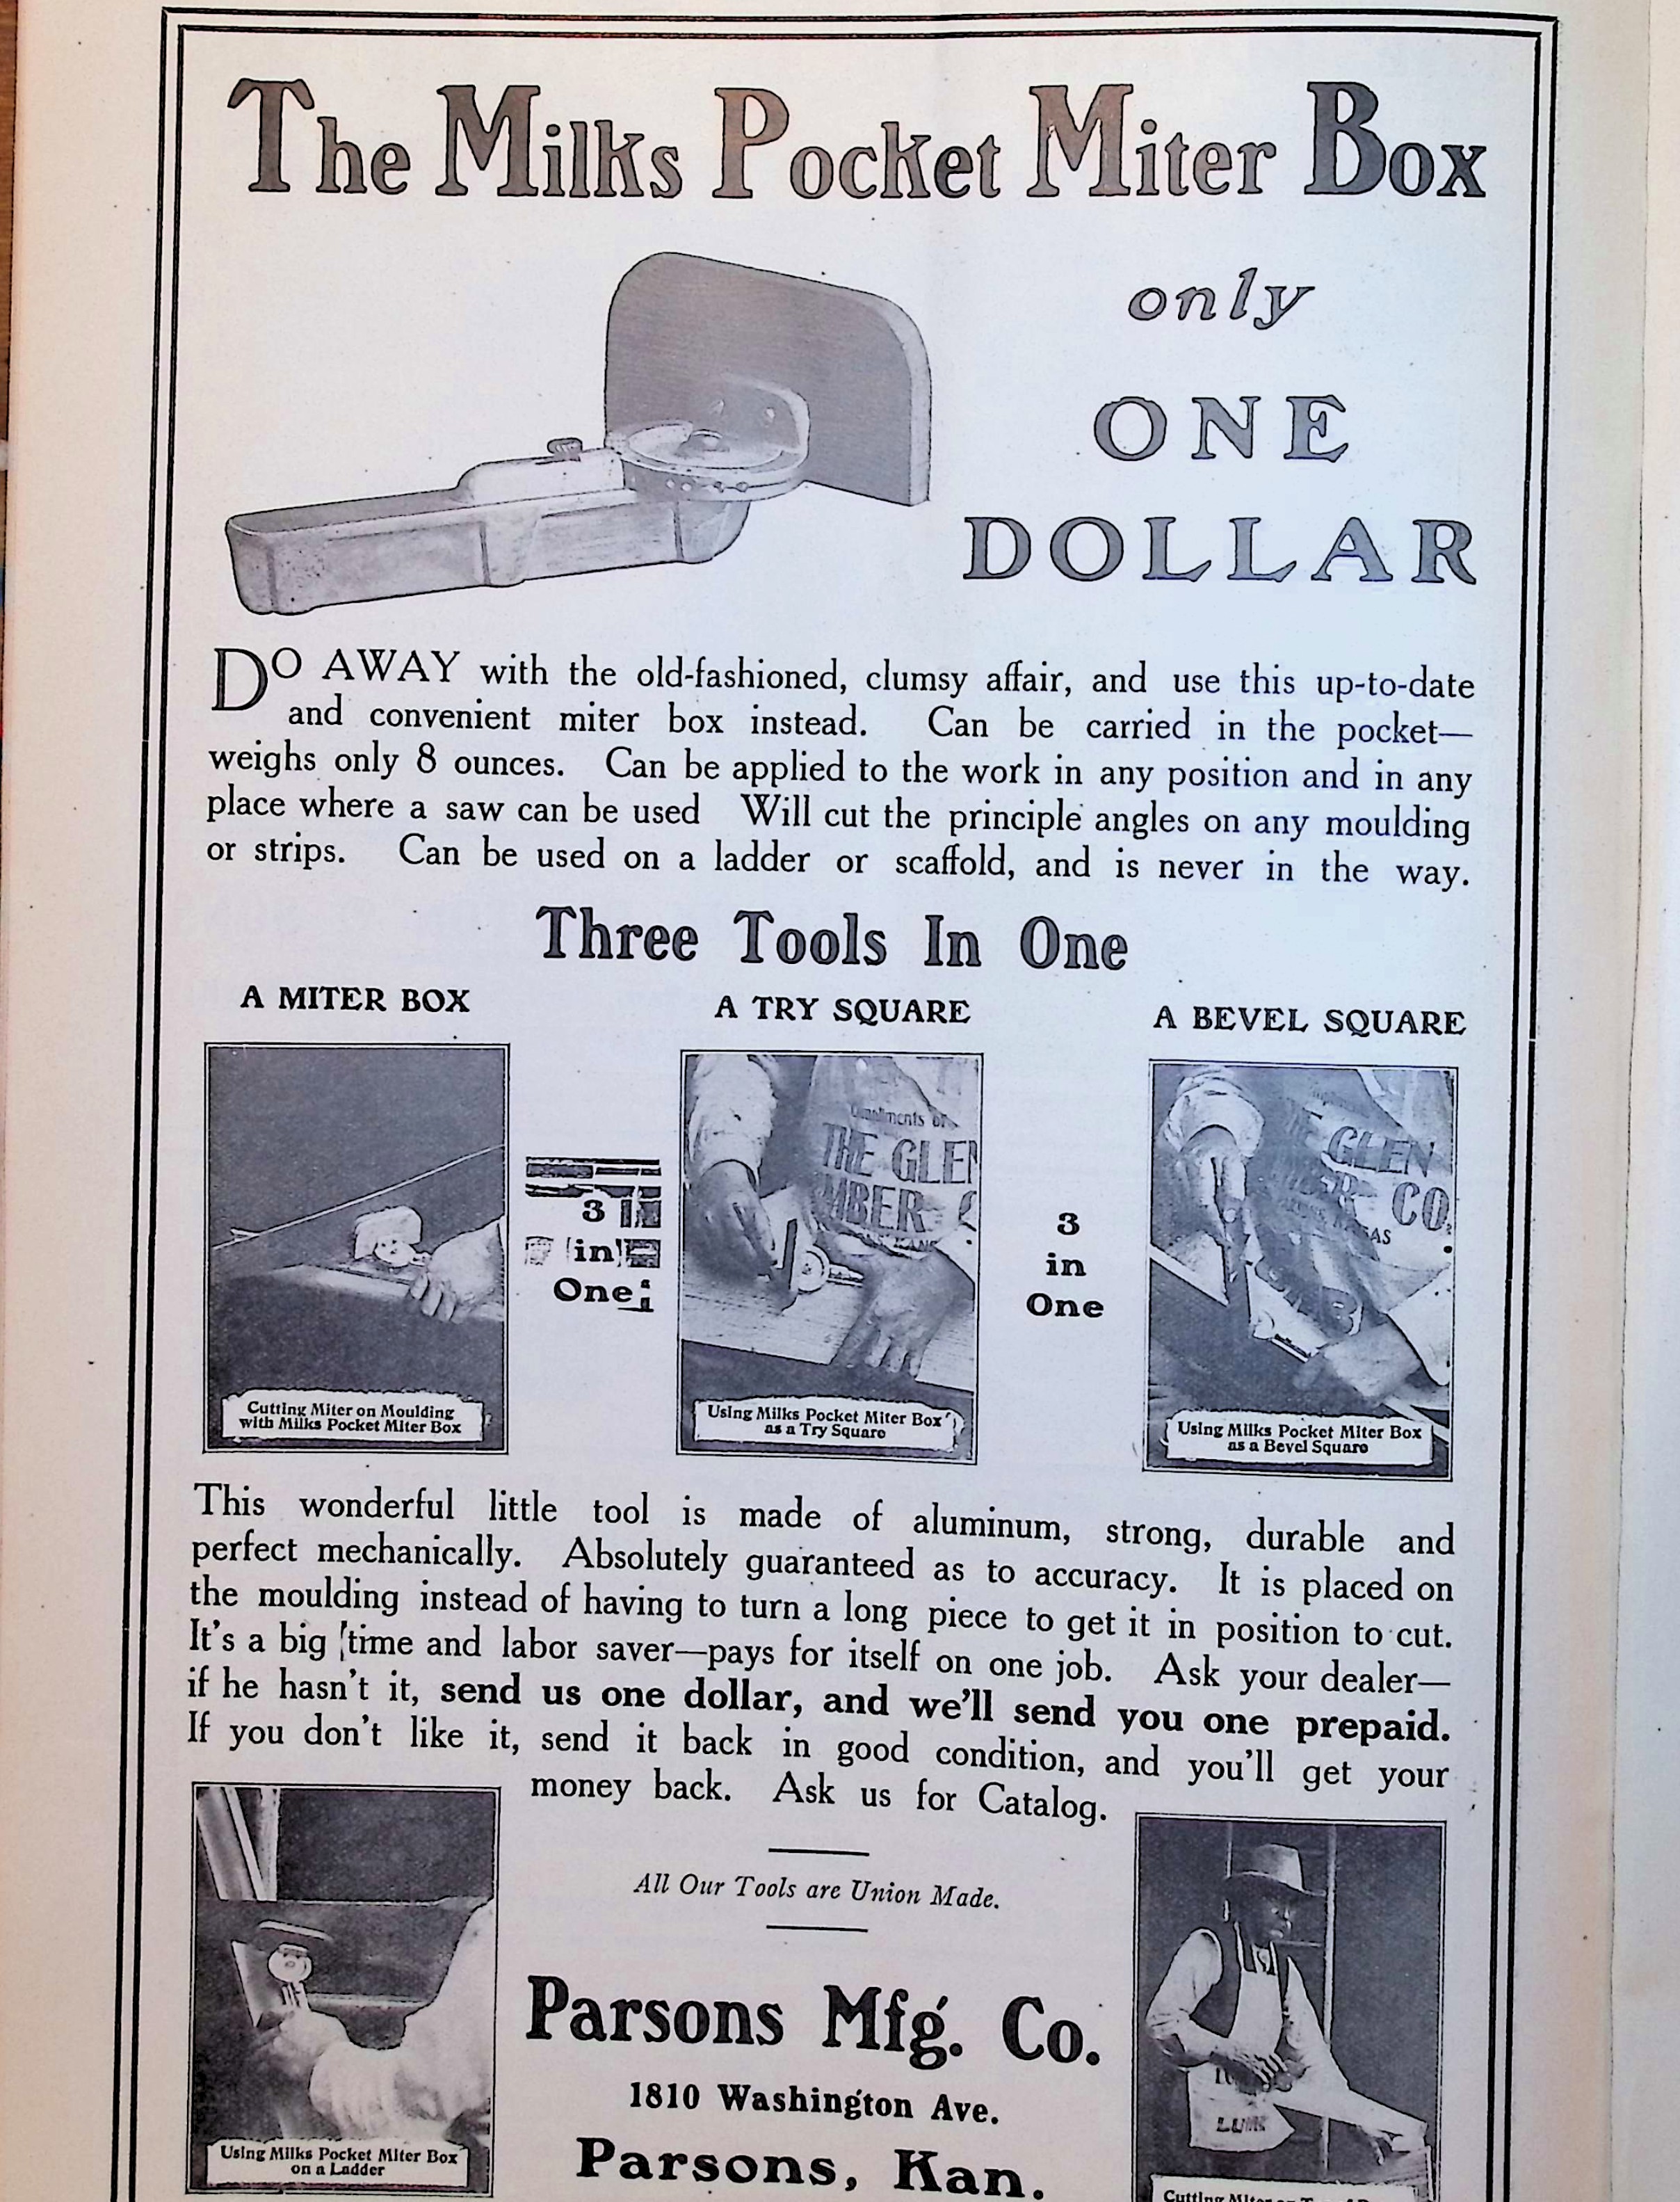 The Milks Pocket Miter Box
only
ONE
DOLLAR
DO AWAY with the old-fashioned, clumsy affair, and use this up-to-date
and convenient miter box instead. Can be carried in the pocket—
weighs only 8 ounces. Can be applied to the work in any position and in any
place where a saw can be used Will cut the principle angles on any moulding
or strips. Can be used on a ladder or scaffold, and is never in the way.
Three Tools In One
A MITER BOX
A TRY SQUARE
A BEVEL SQUARE
Cutting Miter on Moulding
with Milks Pocket Miter Box
3
in
One
THE GLEN
MBER
Using Milks Pocket Miter Box
as a Try Square
3
in
One
GLEN
CO.
AS
Using Milks Pocket Miter Box
as a Bevel Square
This wonderful little tool is made of aluminum, strong, durable and
perfect mechanically. Absolutely guaranteed as to accuracy. It is placed on
the moulding instead of having to turn a long piece to get it in position to cut.
It's a big time and labor saver—pays for itself on one job. Ask your dealer—
if he hasn't it, send us one dollar, and we'll send you one prepaid.
If you don't like it, send it back in good condition, and you'll get your
money back. Ask us for Catalog.
All Our Tools are Union Made.
Parsons Mfg. Co.
1810 Washington Ave.
Parsons, Kan.
Using Milks Pocket Miter Box
on a Ladder
LUM
Cutting Miter on